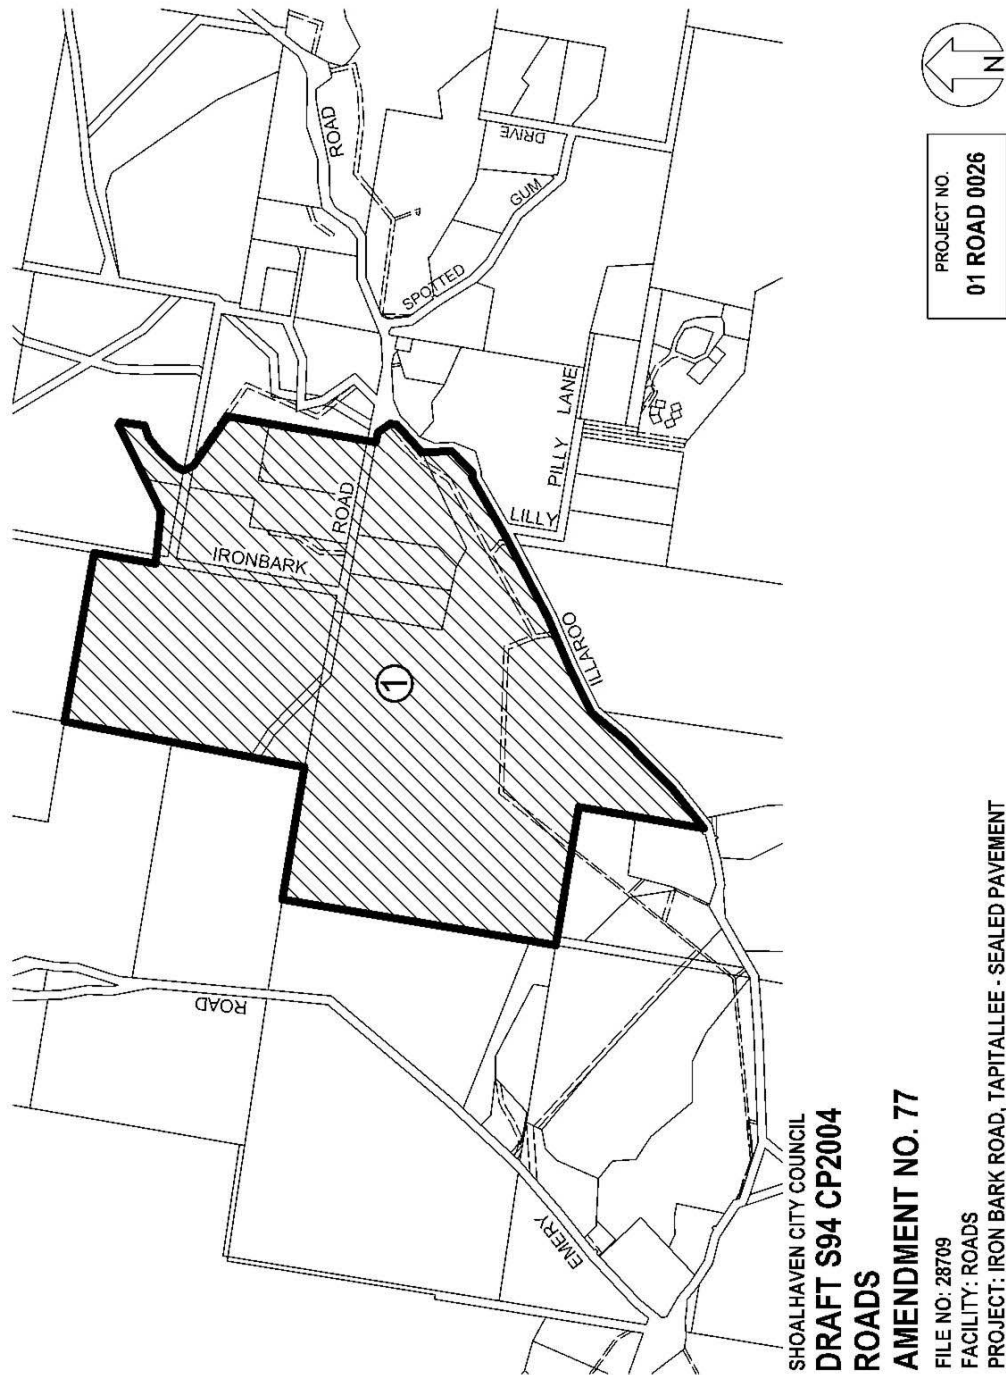 ROAD
DRIVE
GUM
SPOTTED
LANE
PILLY
LILLY
ROAD
IRONBARK
1
ILLAROO
ROAD
EMERY
SHOALHAVEN CITY COUNCIL
DRAFT S94 CP2004
ROADS
AMENDMENT NO. 77
FILE NO: 28709
FACILITY: ROADS
PROJECT: IRON BARK ROAD, TAPITALLEE - SEALED PAVEMENT
PROJECT NO.
01 ROAD 0026
N